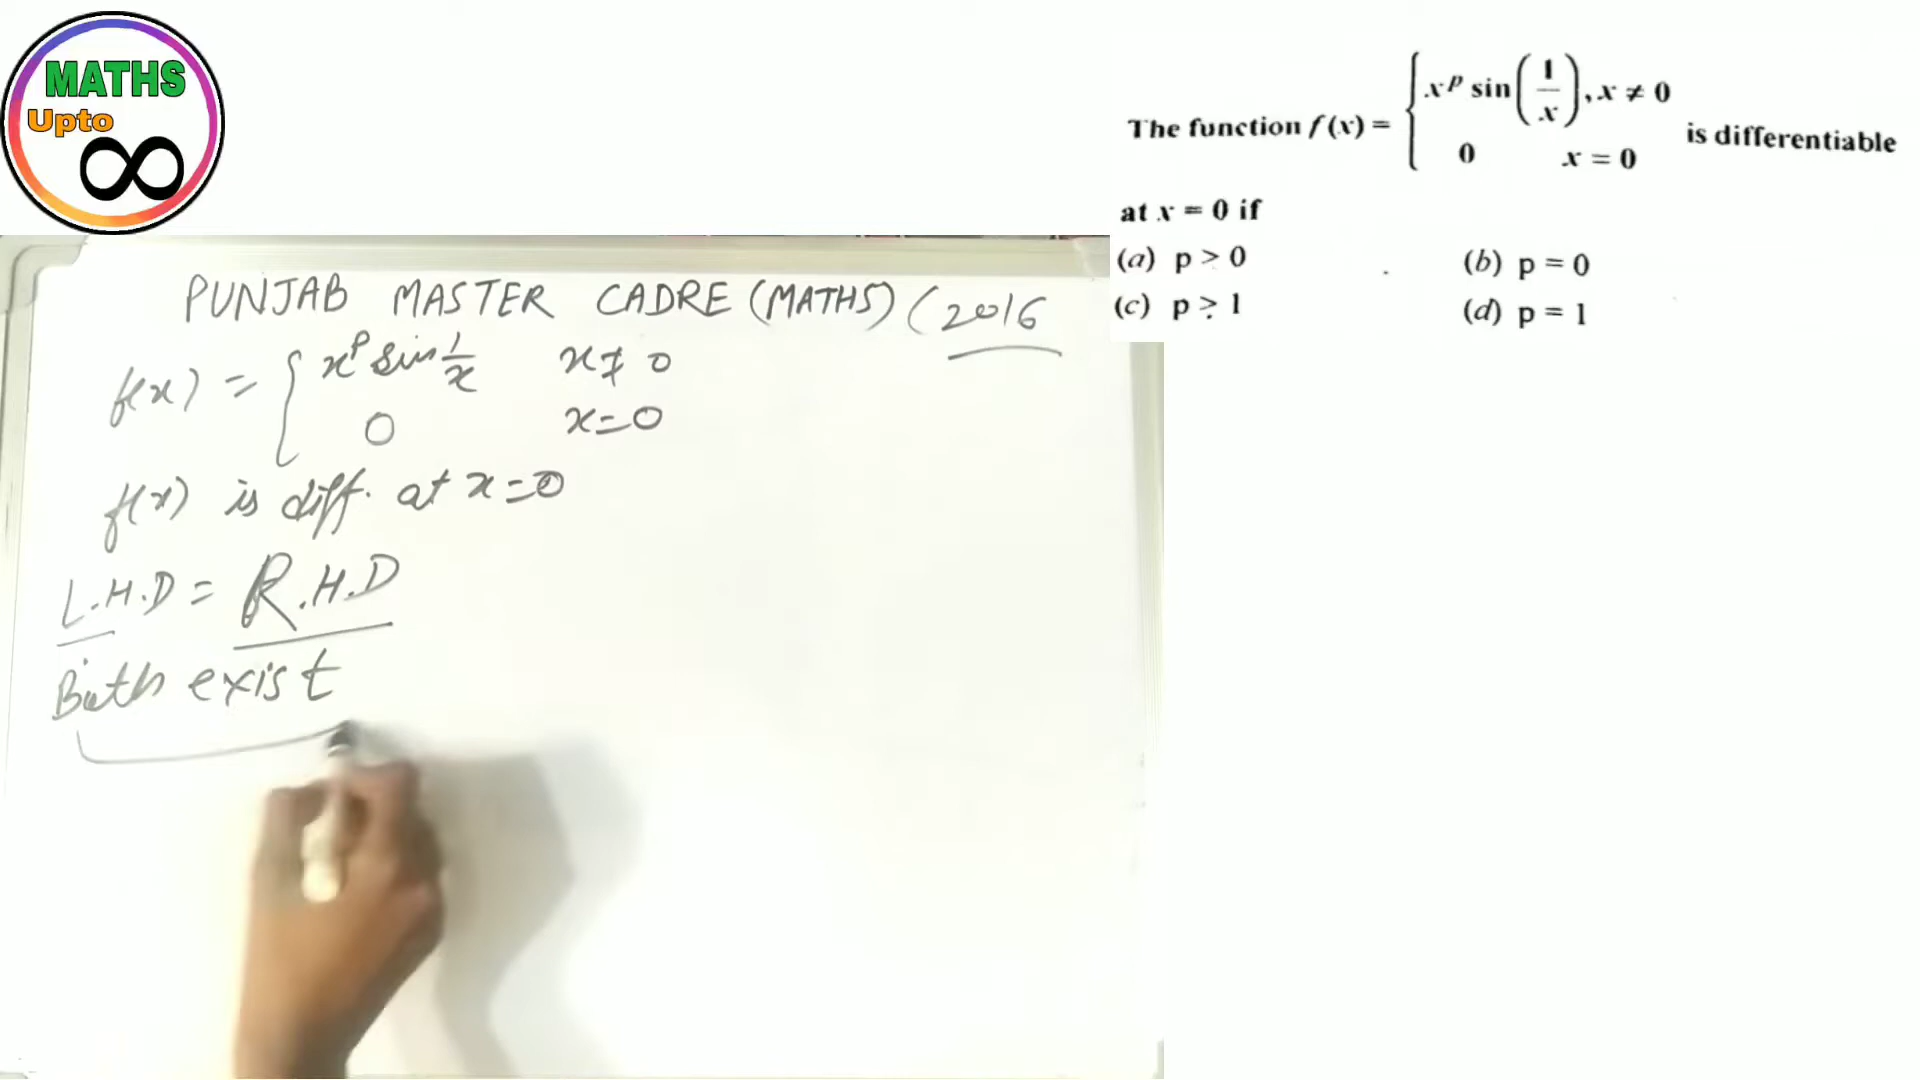 MATHS
Upto
∞
The function f(x) = { x^p sin(1/x), x ≠ 0
0 x = 0 is differentiable
at x = 0 if
(a) p > 0 (b) p = 0
(c) p > 1 (d) p = 1
PUNJAB MASTER CADRE (MATHS) (2016
f(x) = { x^p sin 1/x x ≠ 0
0 x=0
f(x) is diff. at x=0
L.H.D = R.H.D
Both exist